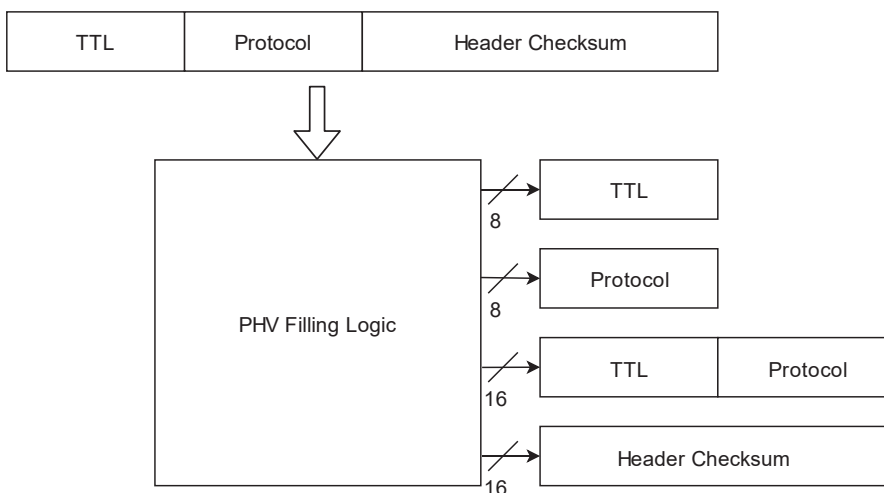 TTL Protocol Header Checksum
PHV Filling Logic
8 TTL
8 Protocol
16 TTL Protocol
16 Header Checksum